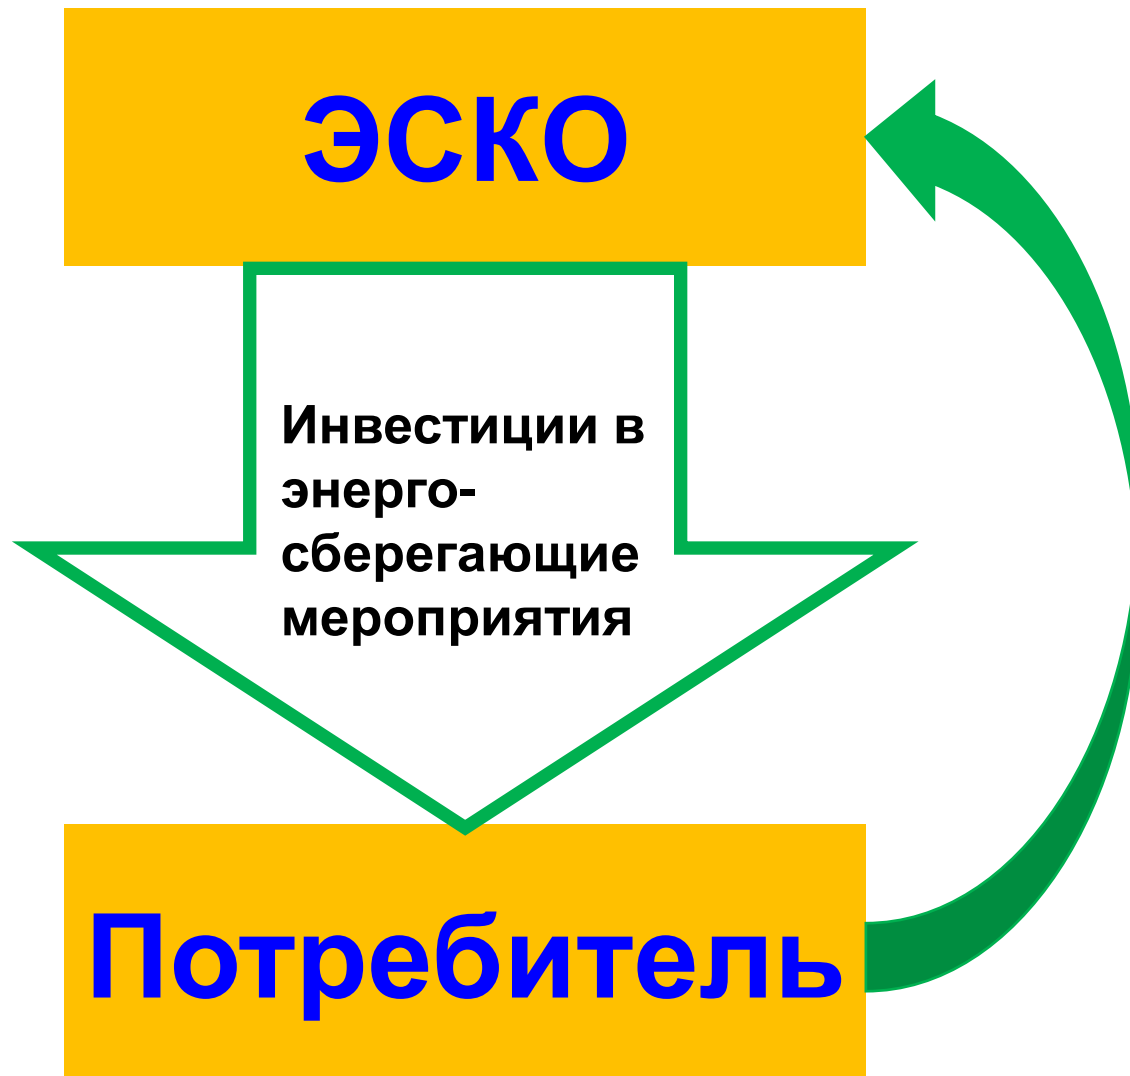 ЭСКО
Инвестиции в
энерго-
сберегающие
мероприятия
Потребитель